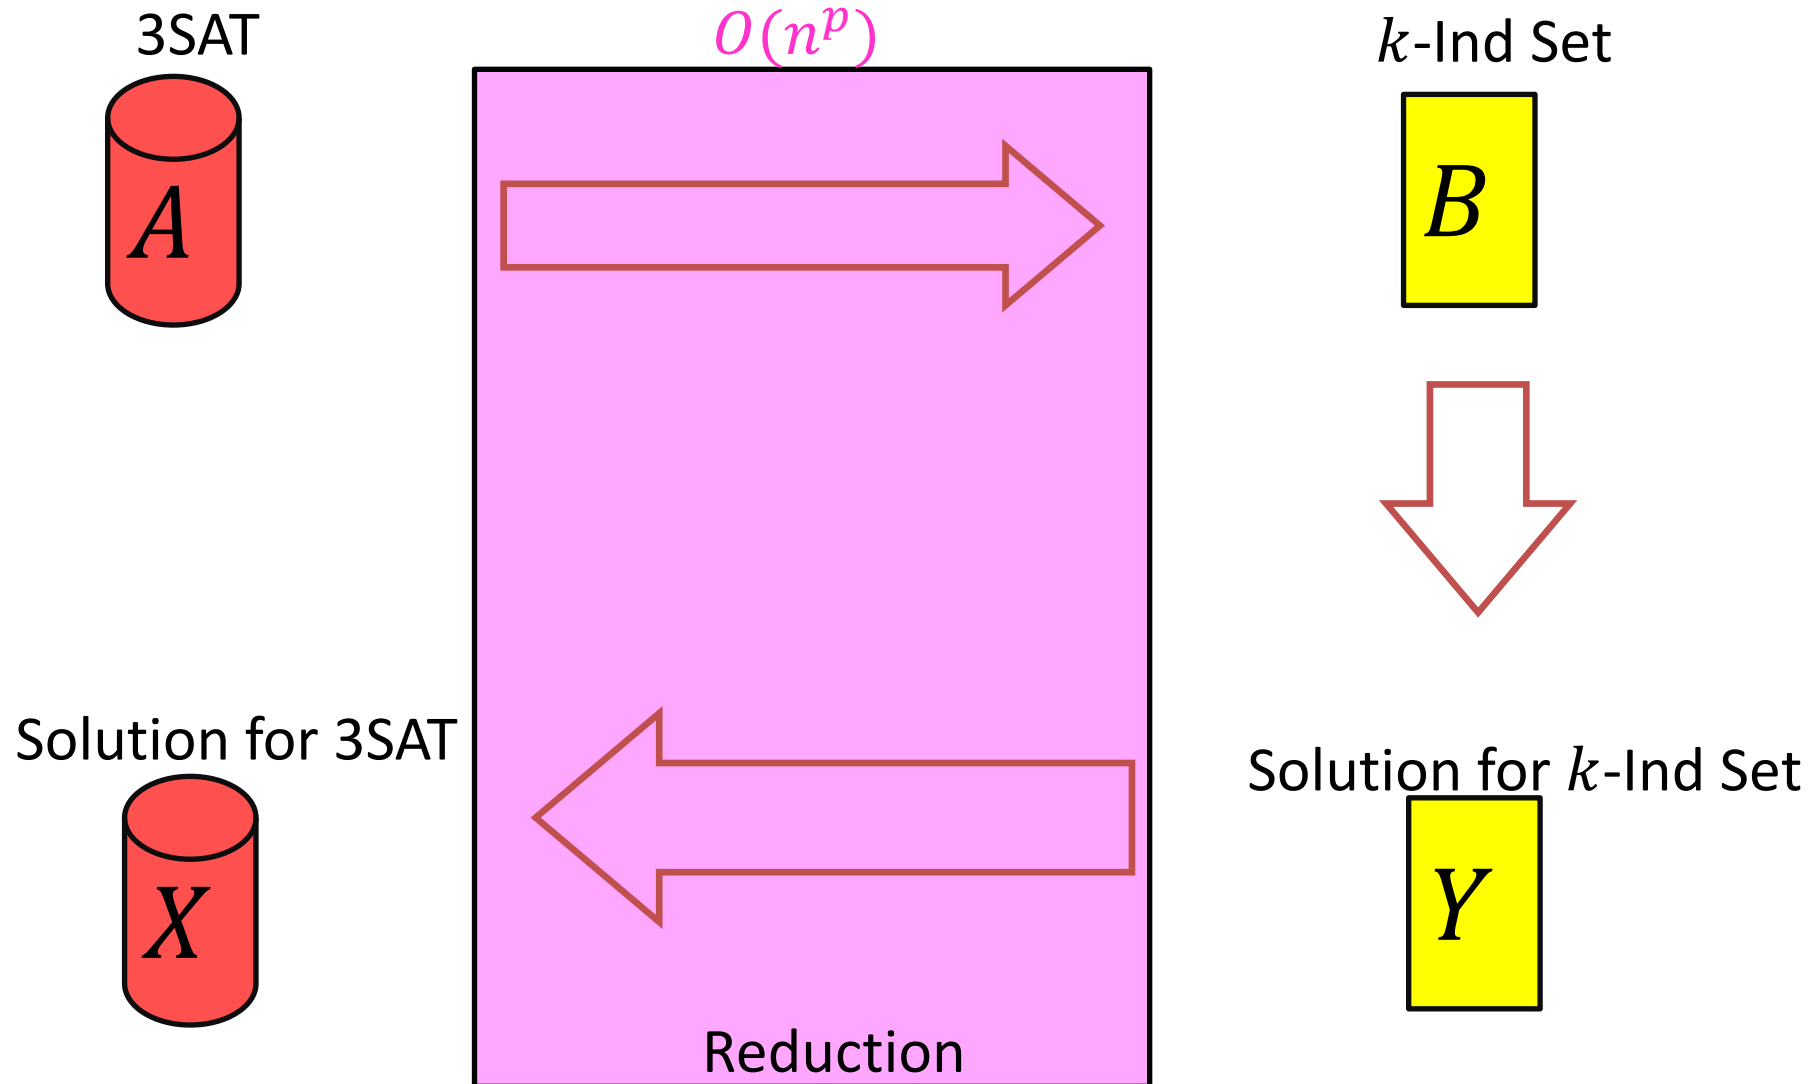 3SAT
O(n^p)
k-Ind Set
A
B
Solution for 3SAT
Solution for k-Ind Set
X
Y
Reduction